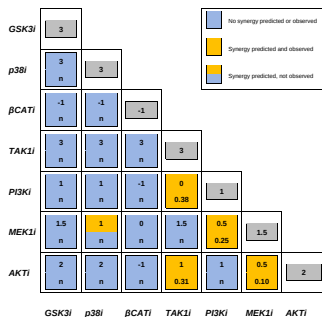 GSK3i 3
No synergy predicted or observed
p38i 3 n 3
Synergy predicted and observed
βCATi -1 n -1 n -1
Synergy predicted, not observed
TAK1i 3 n 3 n 3 n 3
PI3Ki 1 n 1 n -1 n 0 0.38 1
MEK1i 1.5 n 1 n 0 n 1.5 n 0.5 0.25 1.5
AKTi 2 n 2 n -1 n 1 0.31 1 n 0.5 0.10 2
GSK3i p38i βCATi TAK1i PI3Ki MEK1i AKTi